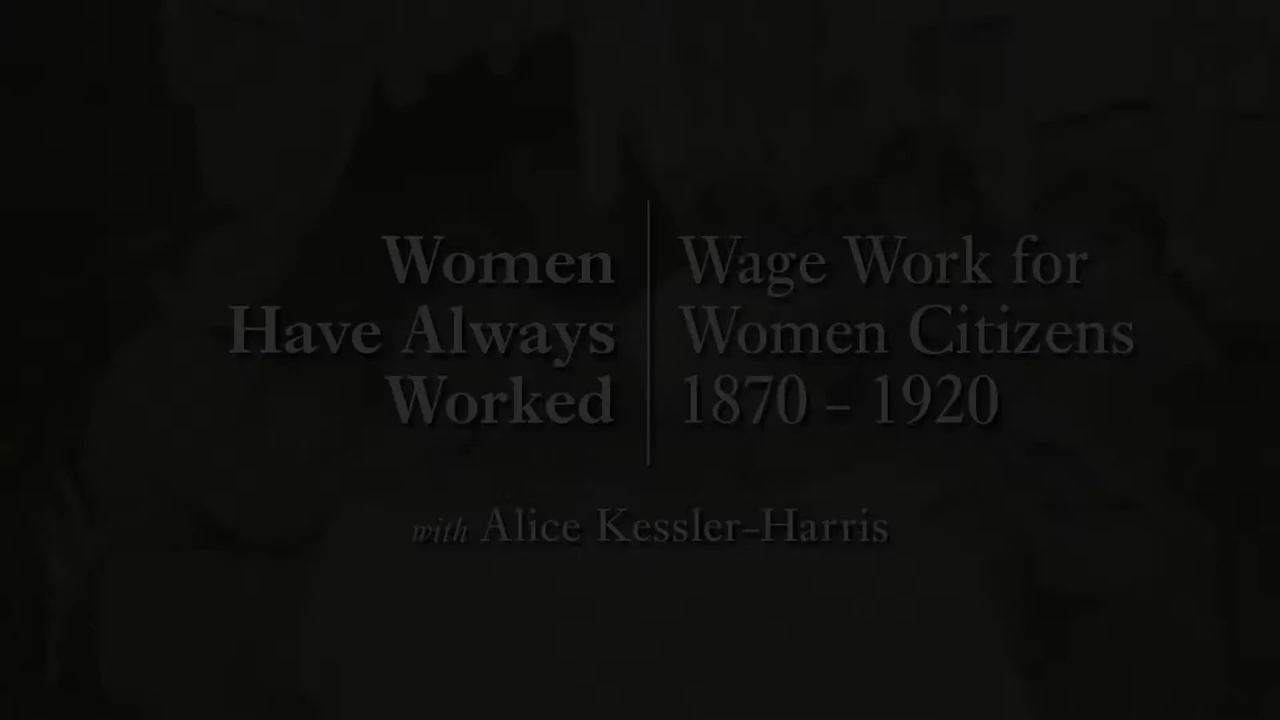 Women
Have Always
Worked
Wage Work for
Women Citizens
1870 – 1920
with Alice Kessler-Harris